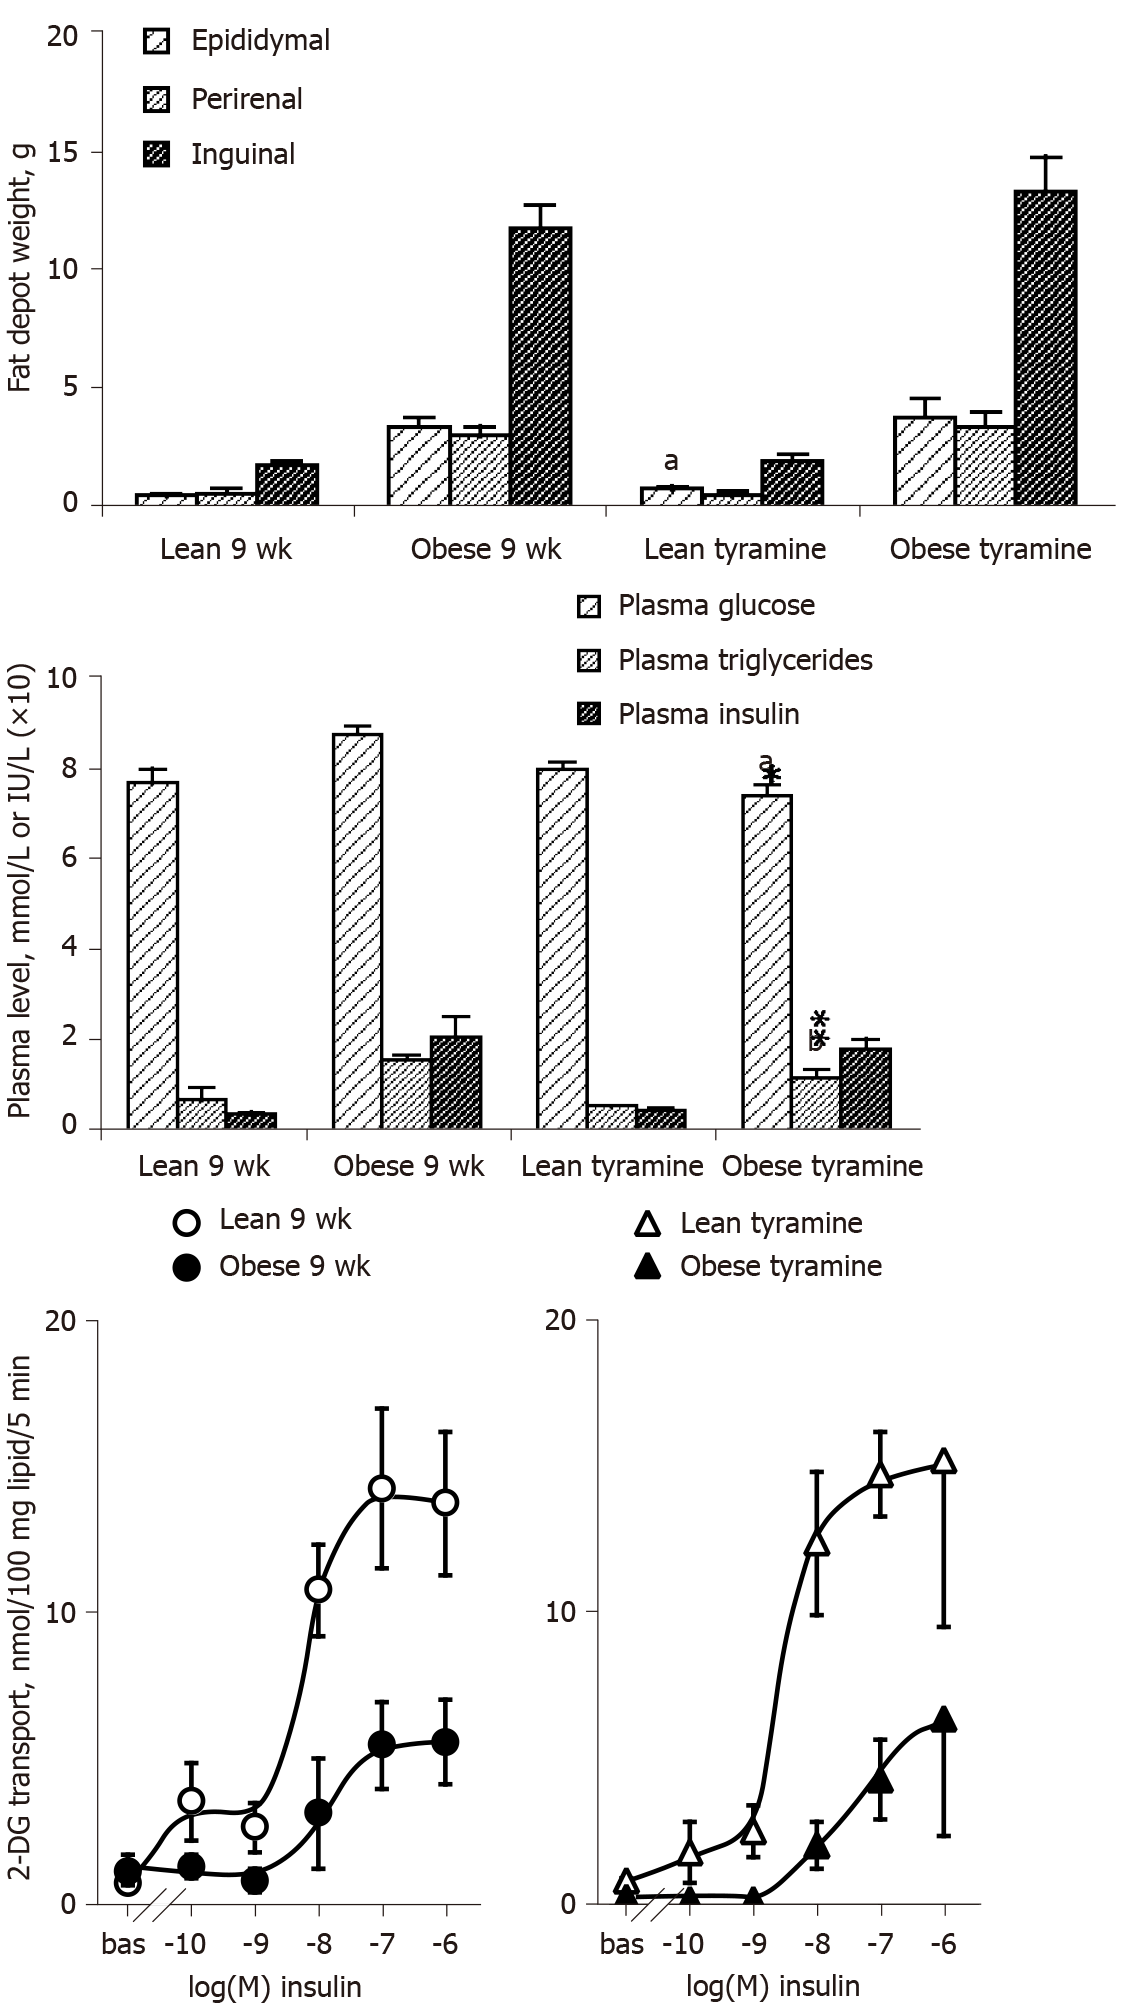 20
Epididymal
Perirenal
15
Inguinal
Fat depot weight, g
10
5
a
0
Lean 9 wk
Obese 9 wk
Lean tyramine
Obese tyramine
Plasma glucose
Plasma triglycerides
Plasma insulin
Plasma level, mmol/L or IU/L (×10)
10
8
a
*
6
4
2
*
*
b
0
Lean 9 wk
Obese 9 wk
Lean tyramine
Obese tyramine
Lean 9 wk
Obese 9 wk
Lean tyramine
Obese tyramine
2-DG transport, nmol/100 mg lipid/5 min
20
10
0
bas -10 -9 -8 -7 -6
log(M) insulin
20
10
0
bas -10 -9 -8 -7 -6
log(M) insulin